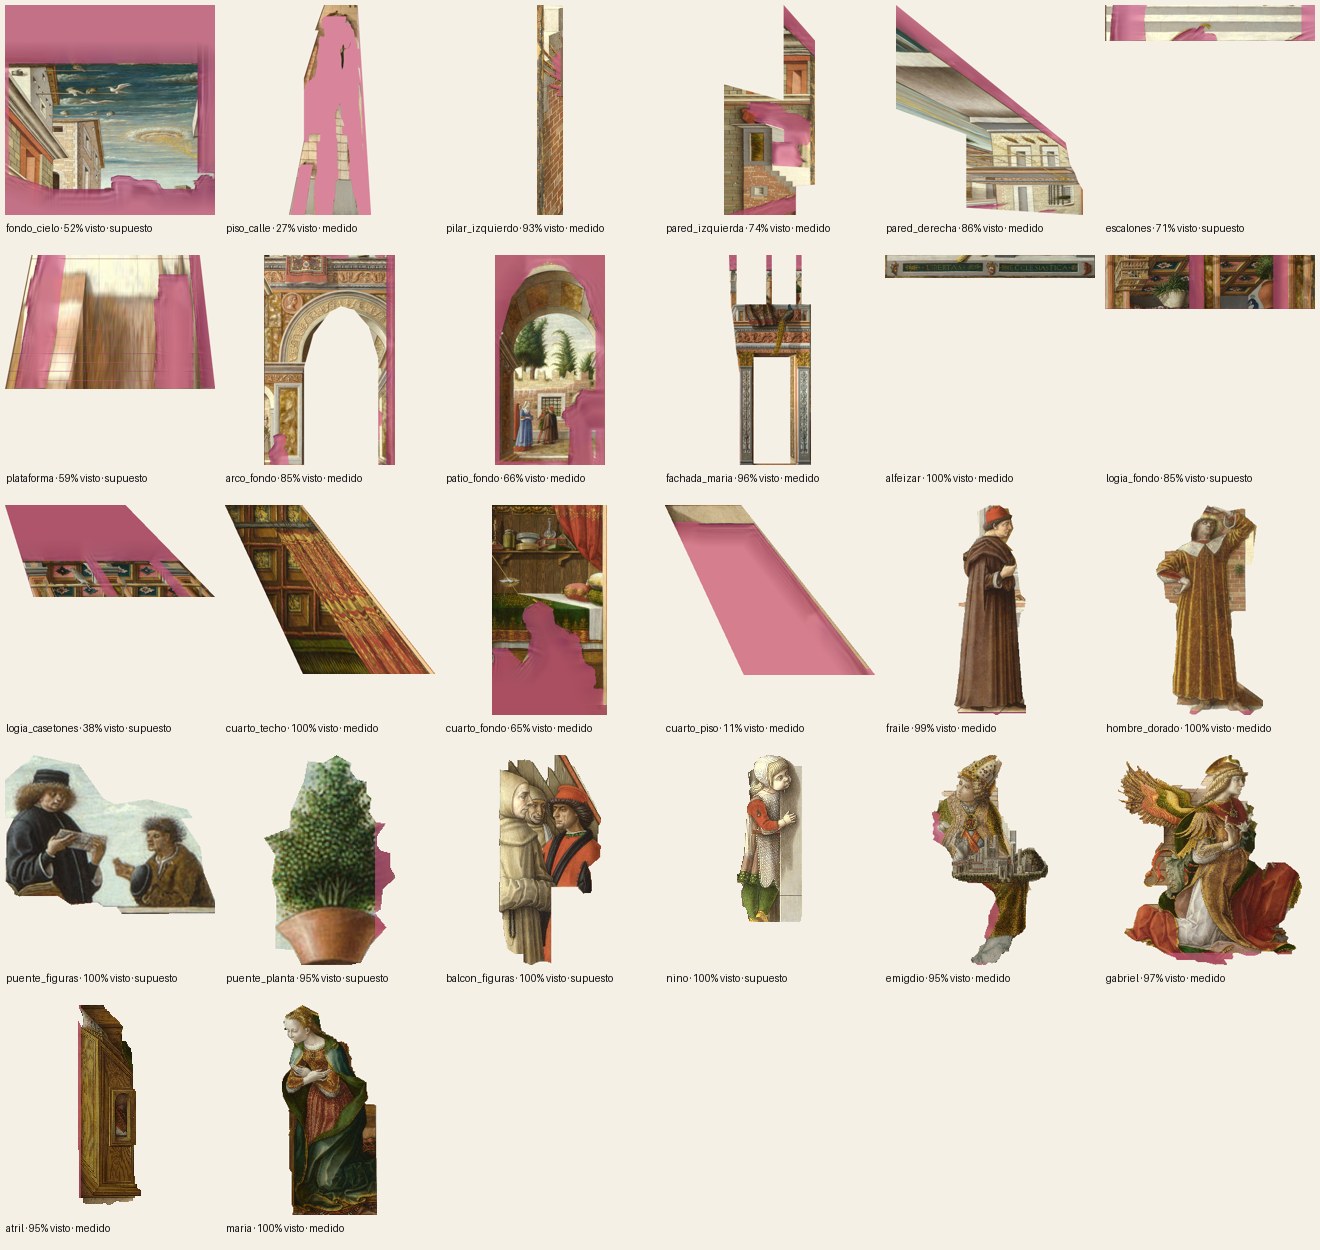 fondo_cielo · 52% visto · supuesto
piso_calle · 27% visto · medido
pilar_izquierdo · 93% visto · medido
pared_izquierda · 74% visto · medido
pared_derecha · 86% visto · medido
escalones · 71% visto · supuesto
plataforma · 59% visto · supuesto
arco_fondo · 85% visto · medido
patio_fondo · 66% visto · medido
fachada_maria · 96% visto · medido
alfeizar · 100% visto · medido
logia_fondo · 85% visto · supuesto
logia_casetones · 38% visto · supuesto
cuarto_techo · 100% visto · medido
cuarto_fondo · 65% visto · medido
cuarto_piso · 11% visto · medido
fraile · 99% visto · medido
hombre_dorado · 100% visto · medido
puente_figuras · 100% visto · supuesto
puente_planta · 95% visto · supuesto
balcon_figuras · 100% visto · supuesto
nino · 100% visto · supuesto
emigdio · 95% visto · medido
gabriel · 97% visto · medido
atril · 95% visto · medido
maria · 100% visto · medido